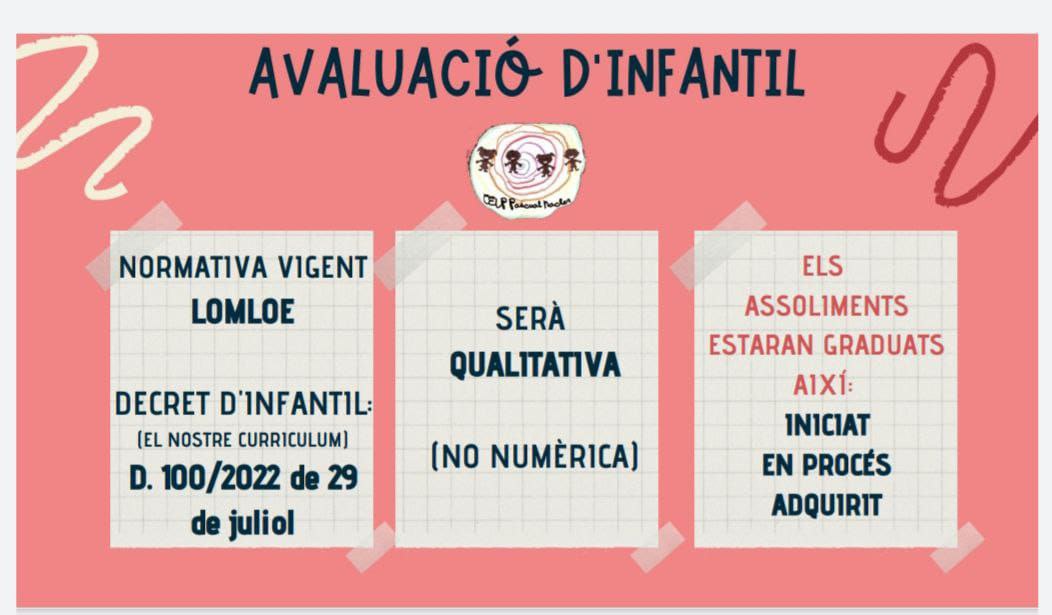 AVALUACIÓ D'INFANTIL
CEIP Pascual Nacher
NORMATIVA VIGENT
LOMLOE
DECRET D'INFANTIL:
(EL NOSTRE CURRICULUM)
D. 100/2022 de 29
de juliol
SERÀ
QUALITATIVA
(NO NUMÈRICA)
ELS
ASSOLIMENTS
ESTARAN GRADUATS
AIXÍ:
INICIAT
EN PROCÉS
ADQUIRIT